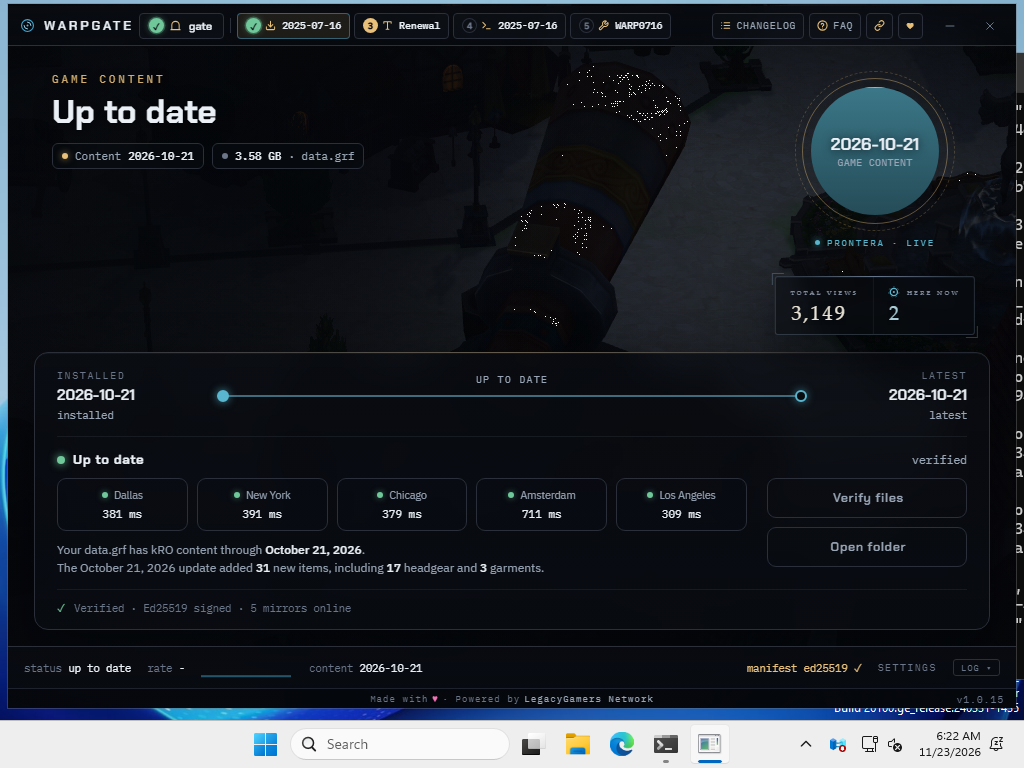 WARPGATE gate 2025-07-16 3 Renewal 4 2025-07-16 5 WARP0716 CHANGELOG FAQ
GAME CONTENT
Up to date
Content 2026-10-21 3.58 GB · data.grf
2026-10-21
GAME CONTENT
PRONTERA · LIVE
TOTAL VIEWS HERE NOW
3,149 2
INSTALLED UP TO DATE LATEST
2026-10-21 2026-10-21
installed latest
Up to date verified
Dallas New York Chicago Amsterdam Los Angeles
381 ms 391 ms 379 ms 711 ms 309 ms
Verify files
Open folder
Your data.grf has kRO content through October 21, 2026.
The October 21, 2026 update added 31 new items, including 17 headgear and 3 garments.
✓ Verified · Ed25519 signed · 5 mirrors online
status up to date rate - content 2026-10-21 manifest ed25519 ✓ SETTINGS LOG
Made with ♥ · Powered by LegacyGamers Network v1.0.15
Search
6:22 AM
11/23/2026